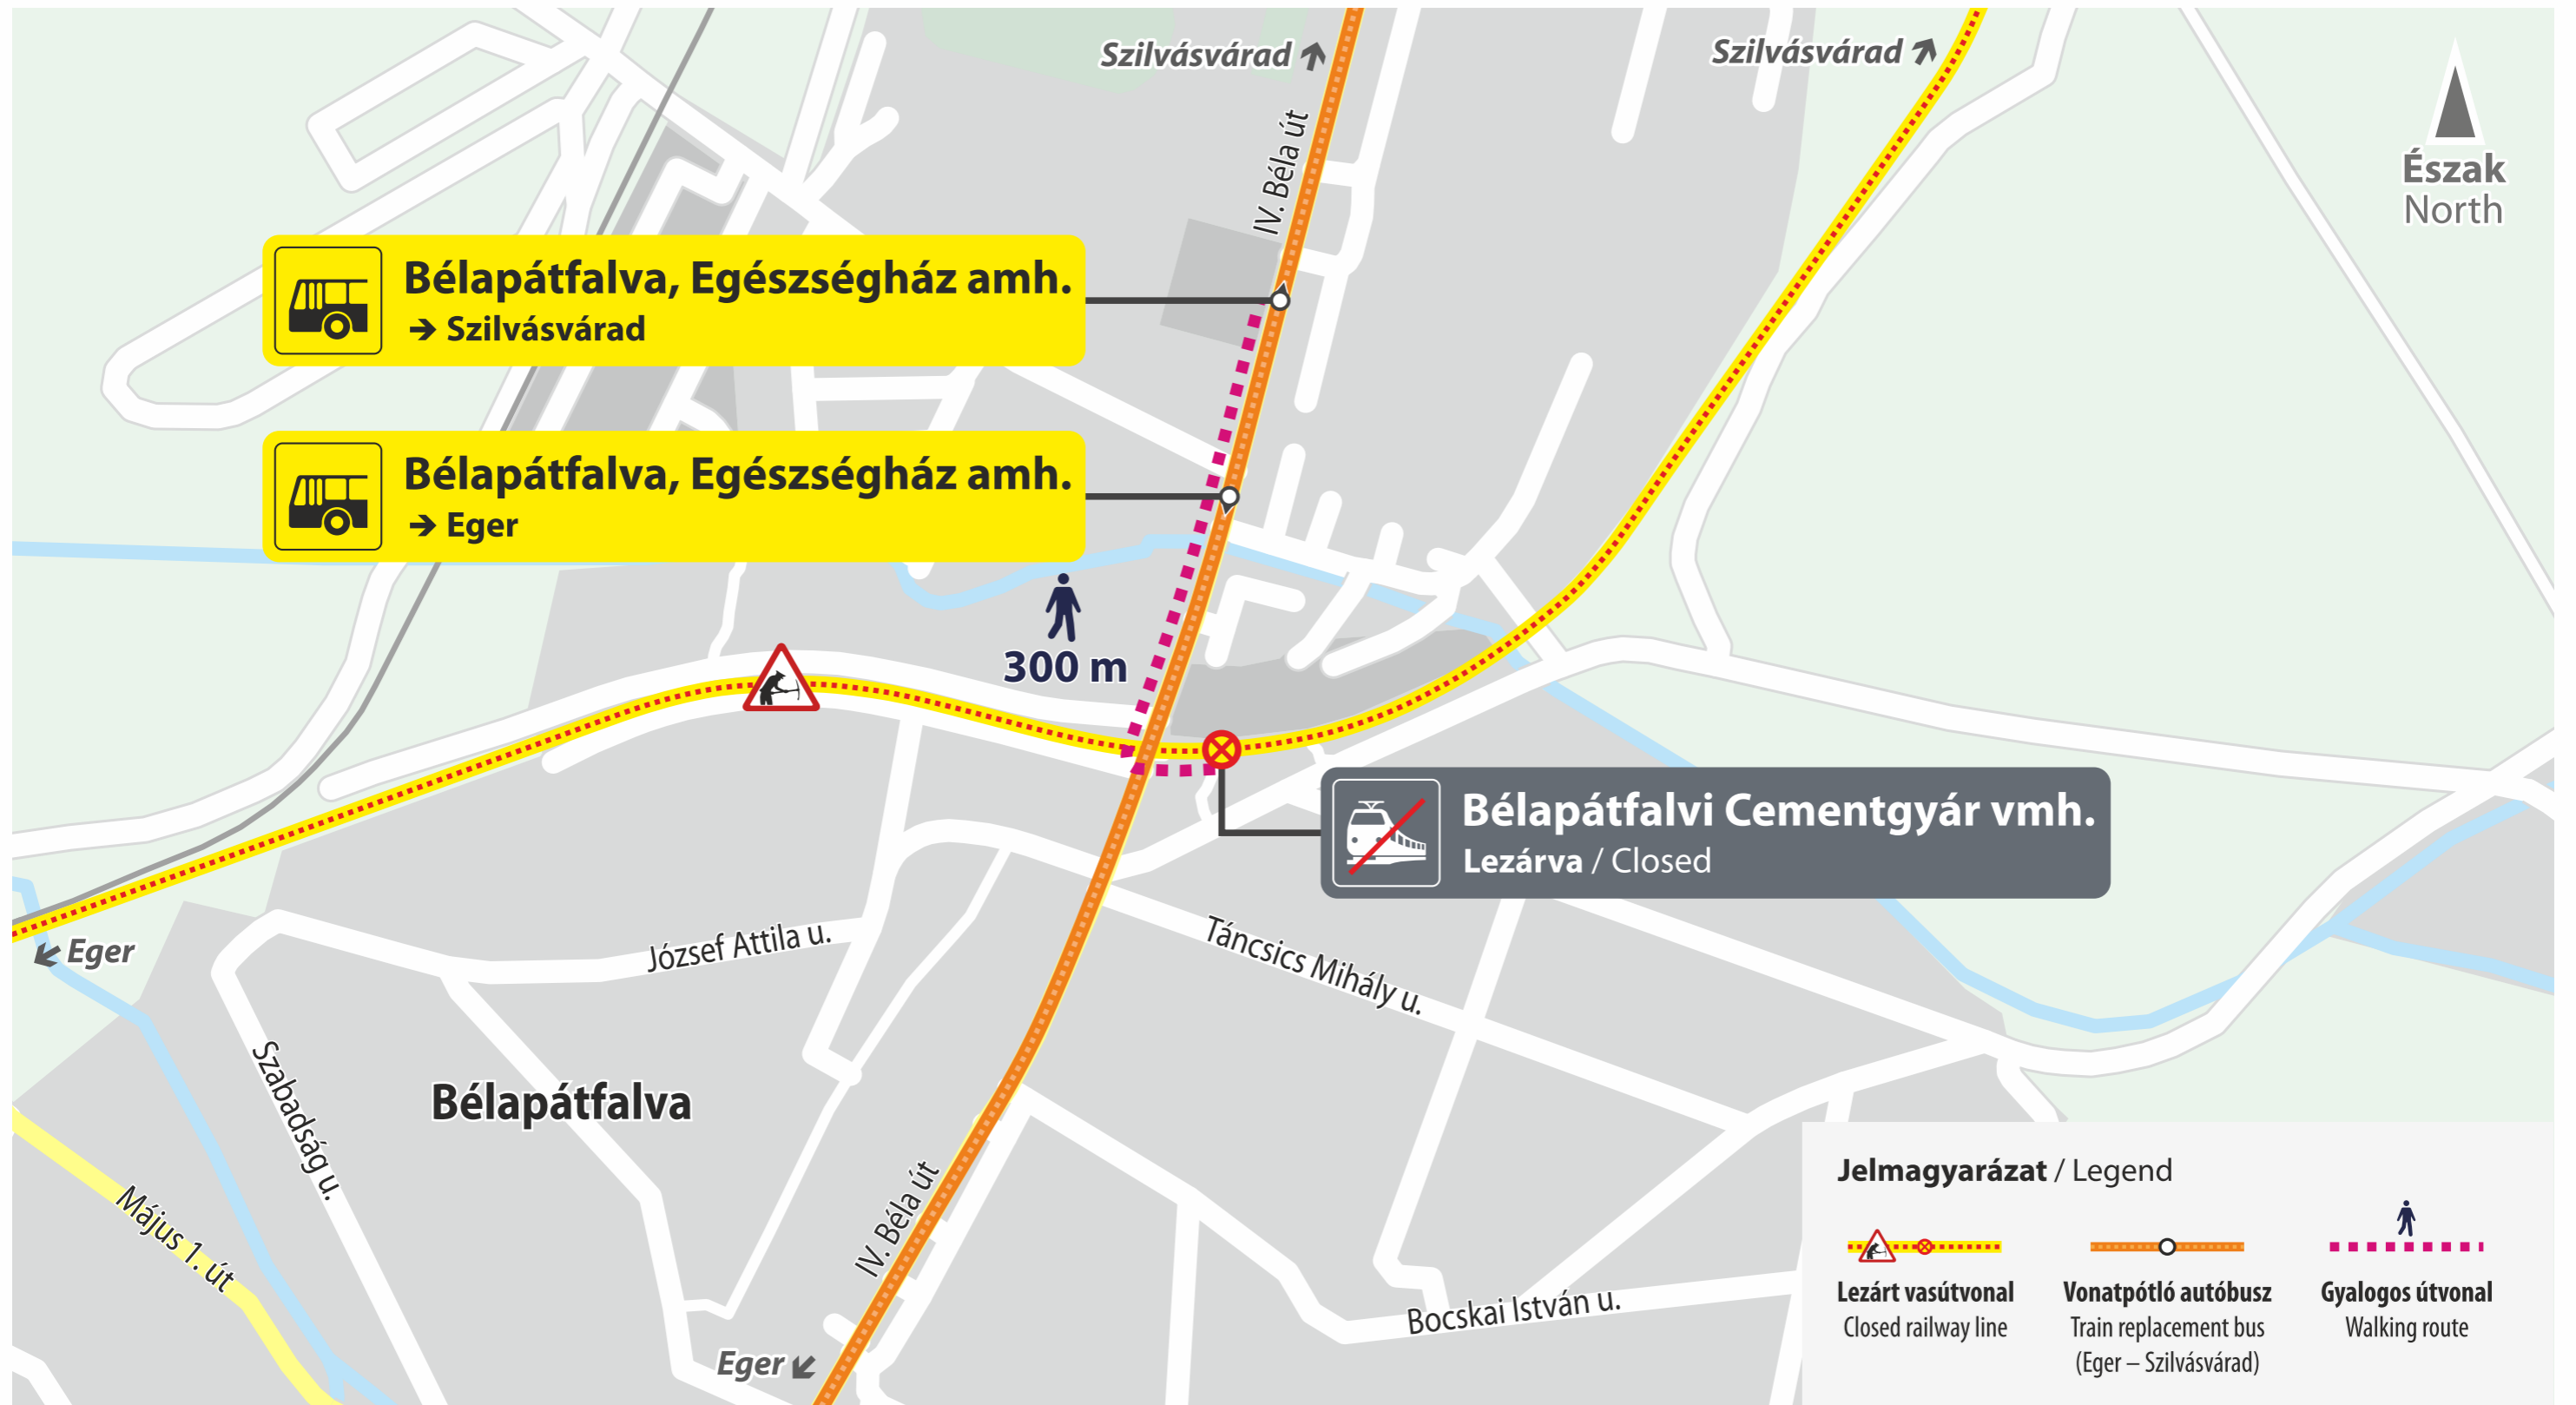 Szilvásvárad
Szilvásvárad
Észak
North
IV. Béla út
Bélapátfalva, Egészségház amh.
→ Szilvásvárad
Bélapátfalva, Egészségház amh.
→ Eger
300 m
Bélapátfalvi Cementgyár vmh.
Lezárva / Closed
Eger
József Attila u.
Táncsics Mihály u.
Szabadság u.
Bélapátfalva
Május 1. út
IV. Béla út
Bocskai István u.
Eger
Jelmagyarázat / Legend
Lezárt vasútvonal
Closed railway line
Vonatpótló autóbusz
Train replacement bus
(Eger – Szilvásvárad)
Gyalogos útvonal
Walking route